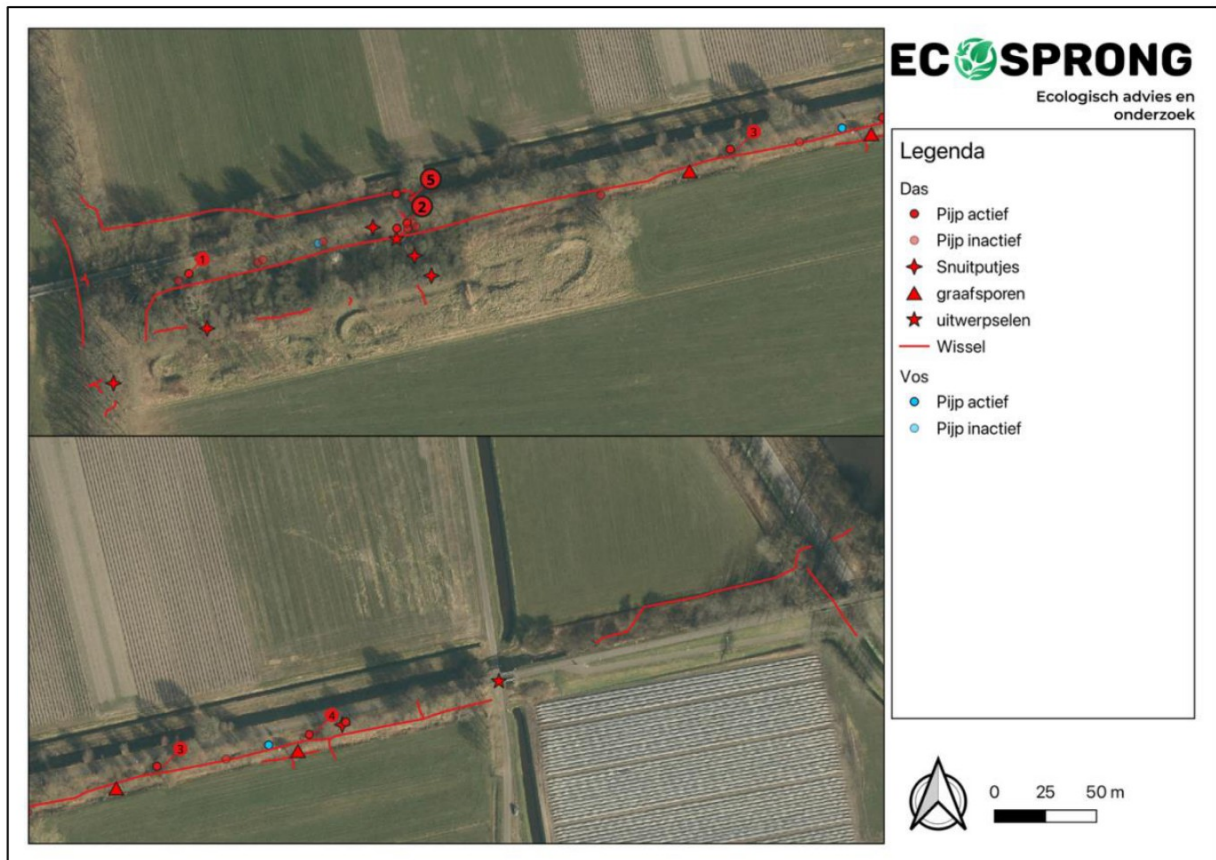 ECOSPRONG
Ecologisch advies en
onderzoek
Legenda
Das
Pijp actief
Pijp inactief
Snuitputjes
graafsporen
uitwerpselen
Wissel
Vos
Pijp actief
Pijp inactief
5
3
2
1
4
3
0 25 50 m